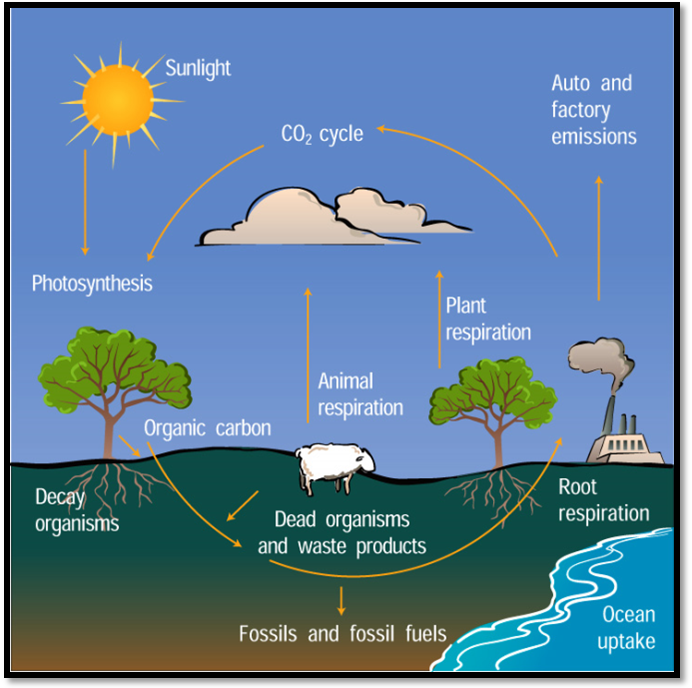 Sunlight
Auto and
factory
emissions
CO₂ cycle
Photosynthesis
Plant
respiration
Animal
respiration
Organic carbon
Decay
organisms
Dead organisms
and waste products
Root
respiration
Fossils and fossil fuels
Ocean
uptake